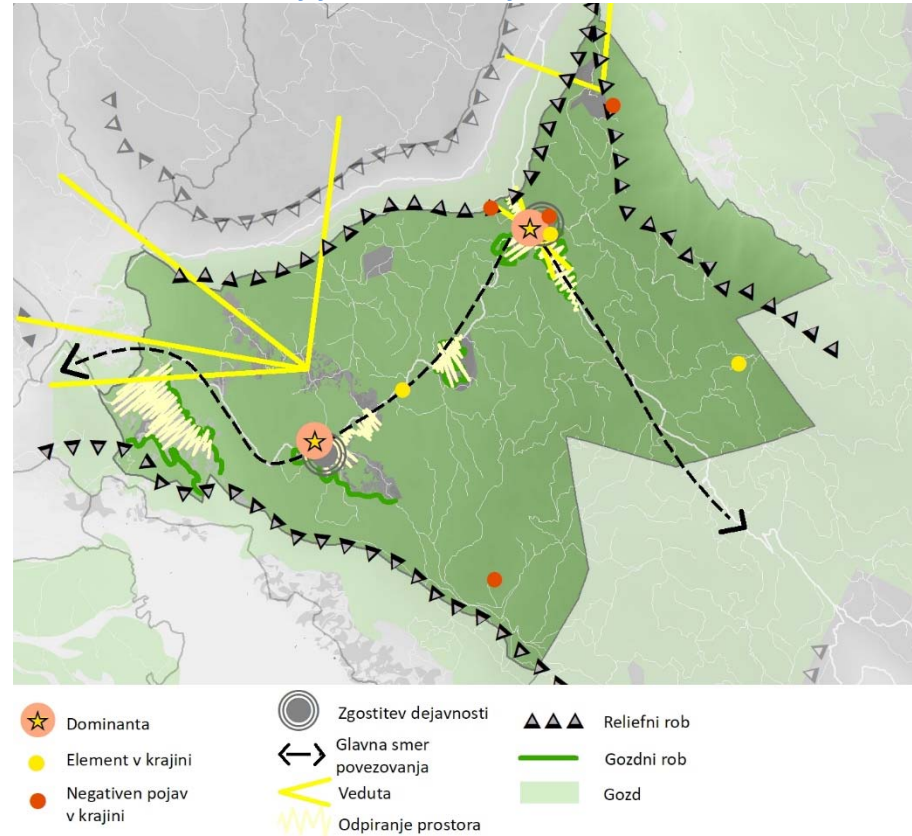 Dominanta
Element v krajini
Negativen pojav
v krajini
Zgostitev dejavnosti
Glavna smer
povezovanja
Veduta
Odpiranje prostora
Reliefni rob
Gozdni rob
Gozd